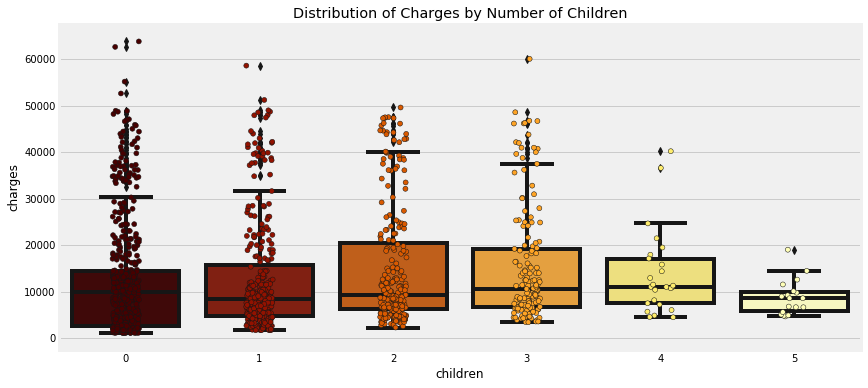 Distribution of Charges by Number of Children
charges
60000
50000
40000
30000
20000
10000
0
0 1 2 3 4 5
children